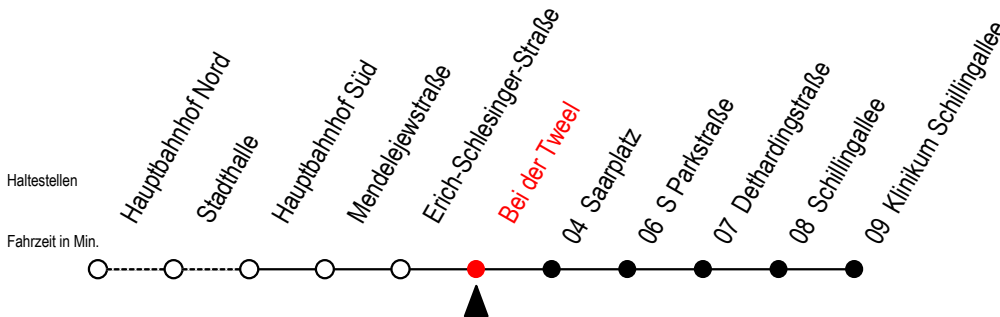 Haltestellen
Hauptbahnhof Nord
Stadthalle
Hauptbahnhof Süd
Mendelejewstraße
Erich-Schlesinger-Straße
Bei der Tweel
04 Saarplatz
06 S Parkstraße
07 Dethardingstraße
08 Schillingallee
09 Klinikum Schillingallee
Fahrzeit in Min.